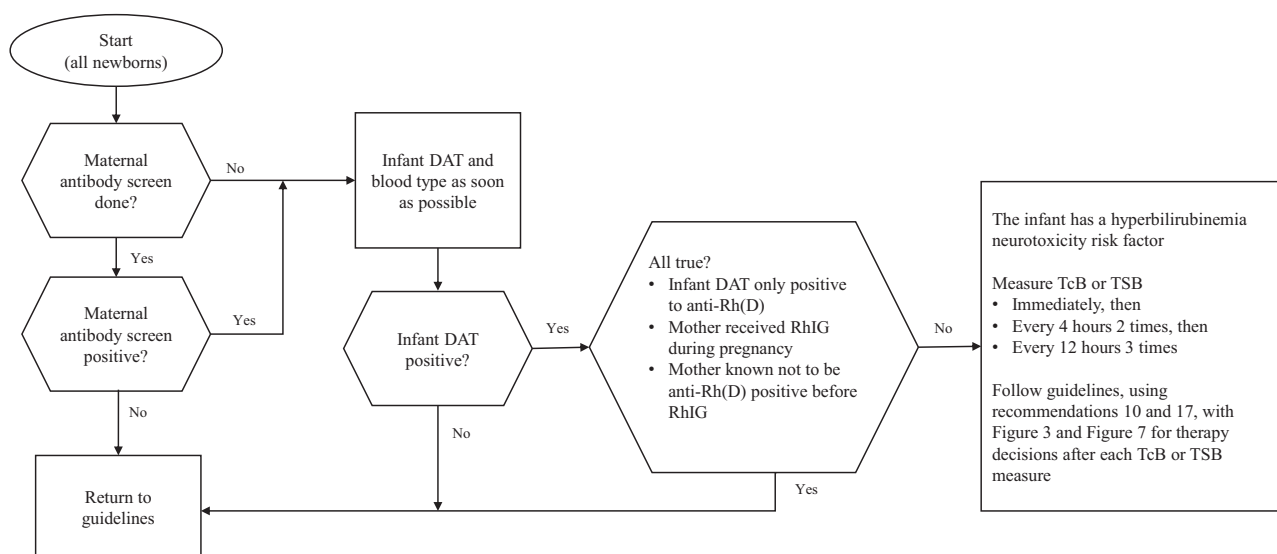 Start
(all newborns)
Maternal
antibody screen
done?
No
Yes
Maternal
antibody screen
positive?
Yes
No
Return to
guidelines
Infant DAT and
blood type as soon
as possible
Infant DAT
positive?
Yes
No
All true?
• Infant DAT only positive
to anti-Rh(D)
• Mother received RhIG
during pregnancy
• Mother known not to be
anti-Rh(D) positive before
RhIG
No
Yes
The infant has a hyperbilirubinemia
neurotoxicity risk factor
Measure TcB or TSB
• Immediately, then
• Every 4 hours 2 times, then
• Every 12 hours 3 times
Follow guidelines, using
recommendations 10 and 17, with
Figure 3 and Figure 7 for therapy
decisions after each TcB or TSB
measure